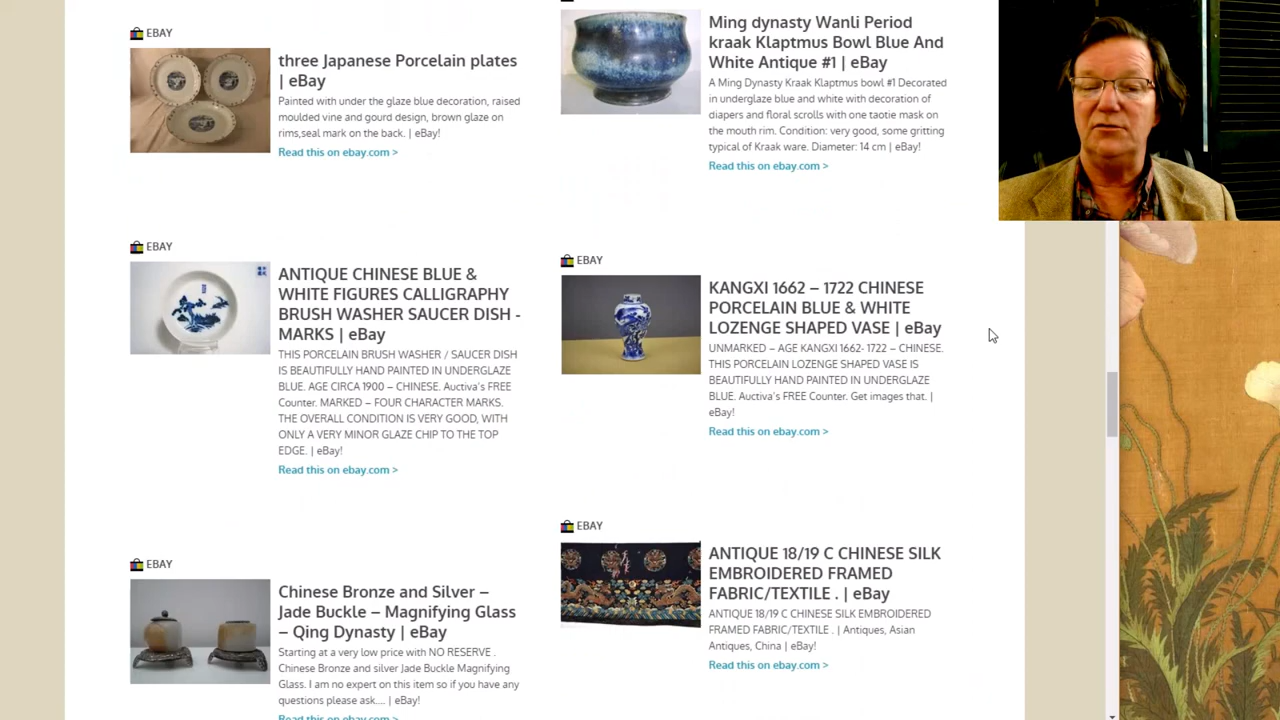 EBAY
three Japanese Porcelain plates
| eBay
Painted with under the glaze blue decoration, raised
moulded vine and gourd design, brown glaze on
rims,seal mark on the back. | eBay!
Read this on ebay.com >
EBAY
ANTIQUE CHINESE BLUE &
WHITE FIGURES CALLIGRAPHY
BRUSH WASHER SAUCER DISH -
MARKS | eBay
THIS PORCELAIN BRUSH WASHER / SAUCER DISH
IS BEAUTIFULLY HAND PAINTED IN UNDERGLAZE
BLUE. AGE CIRCA 1900 – CHINESE. Auctiva's FREE
Counter. MARKED – FOUR CHARACTER MARKS.
THE OVERALL CONDITION IS VERY GOOD, WITH
ONLY A VERY MINOR GLAZE CHIP TO THE TOP
EDGE. | eBay!
Read this on ebay.com >
EBAY
Chinese Bronze and Silver –
Jade Buckle – Magnifying Glass
– Qing Dynasty | eBay
Starting at a very low price with NO RESERVE .
Chinese Bronze and silver Jade Buckle Magnifying
Glass. I am no expert on this item so if you have any
questions please ask.... | eBay!
Read this on ebay.com >
Ming dynasty Wanli Period
kraak Klaptmus Bowl Blue And
White Antique #1 | eBay
A Ming Dynasty Kraak Klaptmus bowl #1 Decorated
in underglaze blue and white with decoration of
diapers and floral scrolls with one taotie mask on
the mouth rim. Condition: very good, some gritting
typical of Kraak ware. Diameter: 14 cm | eBay!
Read this on ebay.com >
EBAY
KANGXI 1662 – 1722 CHINESE
PORCELAIN BLUE & WHITE
LOZENGE SHAPED VASE | eBay
UNMARKED – AGE KANGXI 1662- 1722 – CHINESE.
THIS PORCELAIN LOZENGE SHAPED VASE IS
BEAUTIFULLY HAND PAINTED IN UNDERGLAZE
BLUE. Auctiva's FREE Counter. Get images that. |
eBay!
Read this on ebay.com >
EBAY
ANTIQUE 18/19 C CHINESE SILK
EMBROIDERED FRAMED
FABRIC/TEXTILE . | eBay
ANTIQUE 18/19 C CHINESE SILK EMBROIDERED
FRAMED FABRIC/TEXTILE . | Antiques, Asian
Antiques, China | eBay!
Read this on ebay.com >